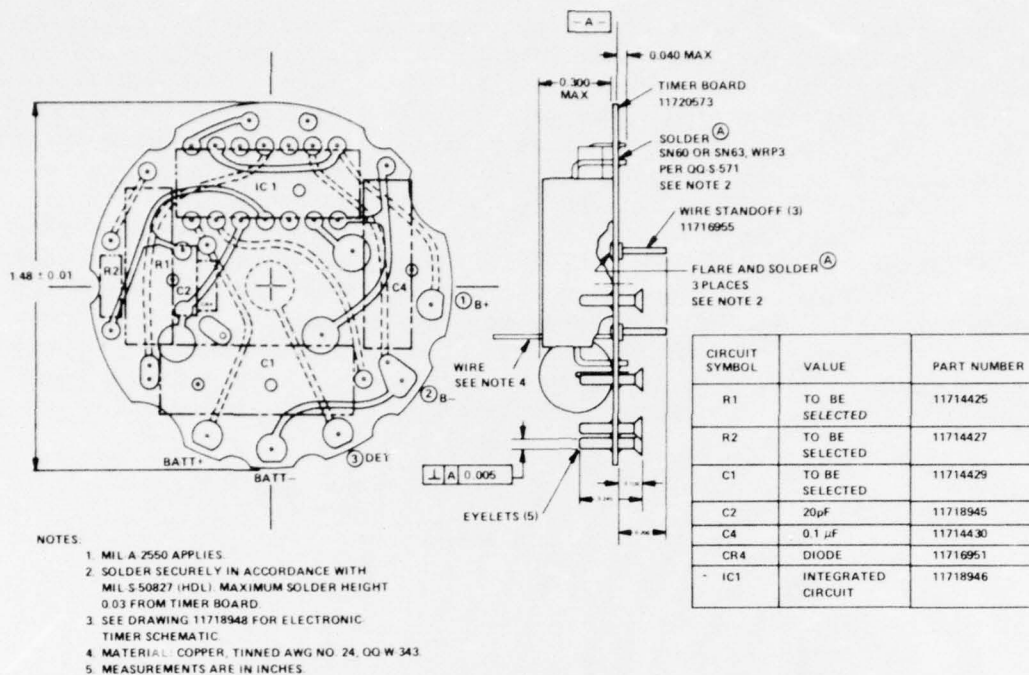 - A -
0.040 MAX
0.300
MAX
TIMER BOARD
11720573
SOLDER Ⓐ
SN60 OR SN63, WRP3
PER QQ-S-571
SEE NOTE 2
WIRE STANDOFF (3)
11716955
FLARE AND SOLDER Ⓐ
3 PLACES
SEE NOTE 2
1.48 ± 0.01
IC 1
R2
R1
C2
C4
C1
① B+
② B-
③ DET
BATT+
BATT-
WIRE
SEE NOTE 4
⊥ A 0.005
EYELETS (5)
CIRCUIT SYMBOL VALUE PART NUMBER
R1 TO BE SELECTED 11714425
R2 TO BE SELECTED 11714427
C1 TO BE SELECTED 11714429
C2 20pF 11718945
C4 0.1 µF 11714430
CR4 DIODE 11716951
IC1 INTEGRATED CIRCUIT 11718946
NOTES:
1. MIL A 2550 APPLIES.
2. SOLDER SECURELY IN ACCORDANCE WITH
MIL S-50827 (HDL). MAXIMUM SOLDER HEIGHT
0.03 FROM TIMER BOARD.
3. SEE DRAWING 11718948 FOR ELECTRONIC
TIMER SCHEMATIC
4. MATERIAL: COPPER, TINNED AWG NO. 24, QQ W 343.
5. MEASUREMENTS ARE IN INCHES.